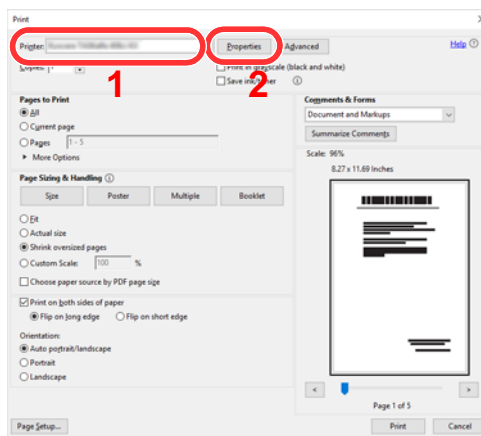 Print
Printer:
Properties
Advanced
Help
Copies:
1
2
Print in grayscale (black and white)
Save ink/toner
Pages to Print
All
Current page
Pages 1 - 5
More Options
Page Sizing & Handling
Size Poster Multiple Booklet
Fit
Actual size
Shrink oversized pages
Custom Scale: 100 %
Choose paper source by PDF page size
Print on both sides of paper
Flip on long edge Flip on short edge
Orientation:
Auto portrait/landscape
Portrait
Landscape
Comments & Forms
Document and Markups
Summarize Comments
Scale: 96%
8.27 x 11.69 Inches
< >
Page 1 of 5
Page Setup...
Print Cancel